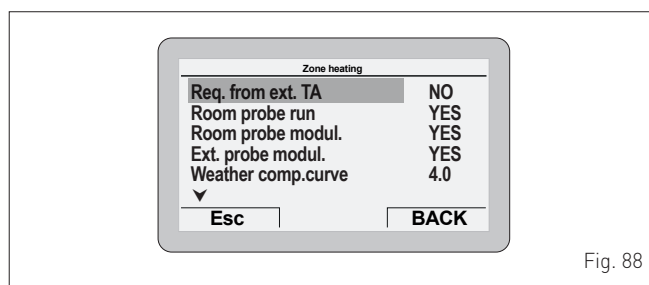 Zone heating
Req. from ext. TA NO
Room probe run YES
Room probe modul. YES
Ext. probe modul. YES
Weather comp.curve 4.0
Esc BACK
Fig. 88